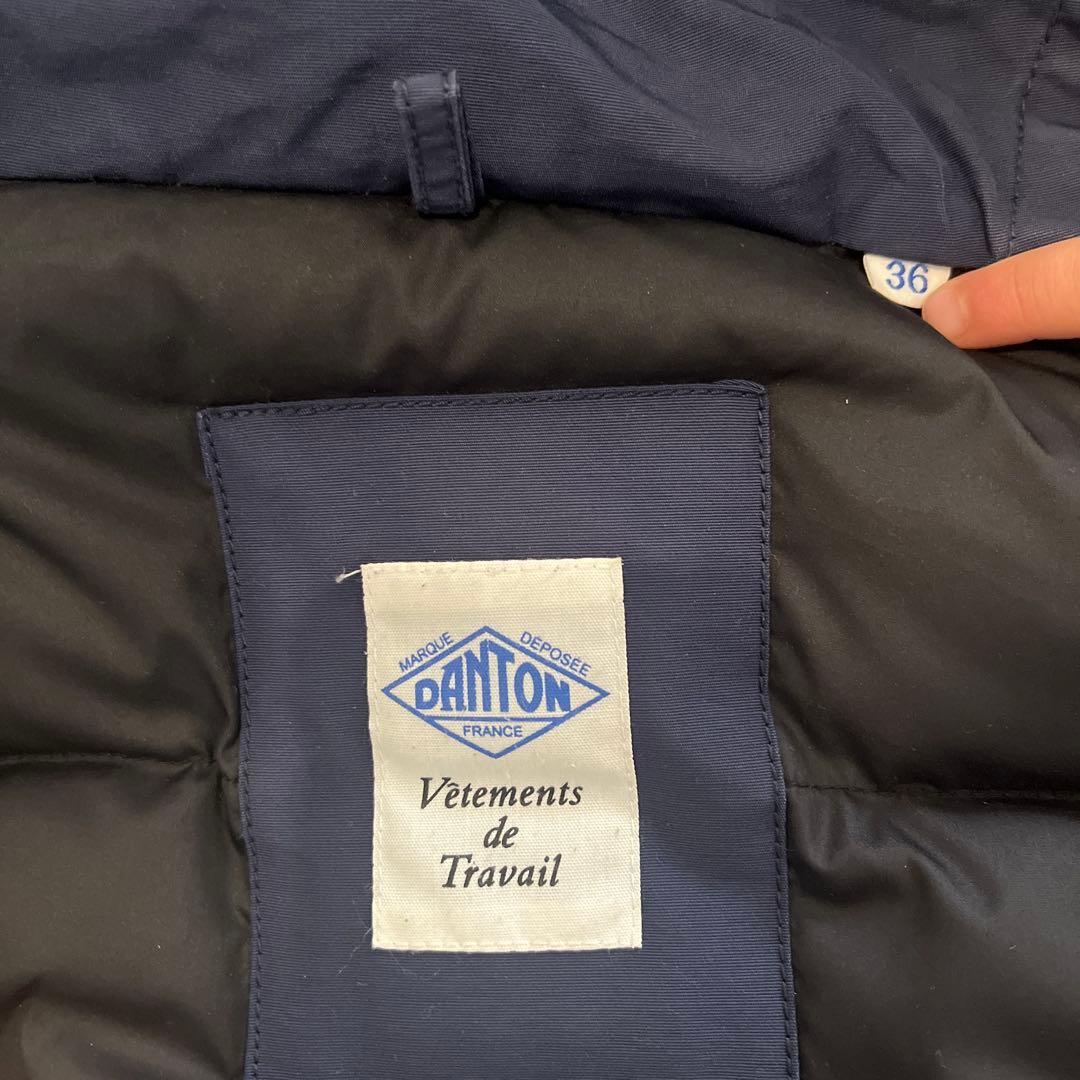 36
MARQUE DEPOSEE
DANTON
FRANCE
Vêtements
de
Travail